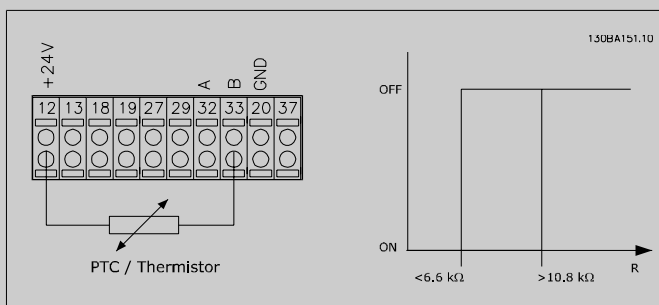 130BA151.10
+24V
A
B
GND
12 13 18 19 27 29 32 33 20 37
PTC / Thermistor
OFF
ON
<6.6 kΩ
>10.8 kΩ
R